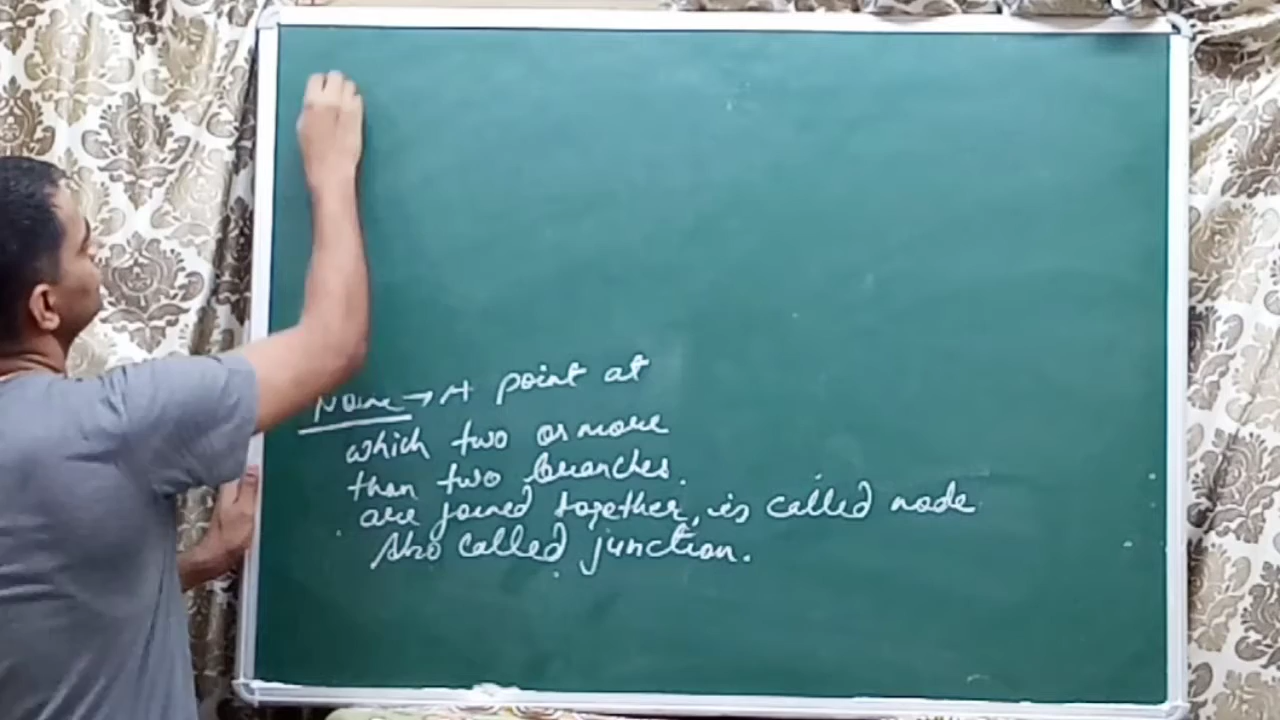 Node → A point at
which two or more
than two branches.
are joined together, is called node
Also called junction.